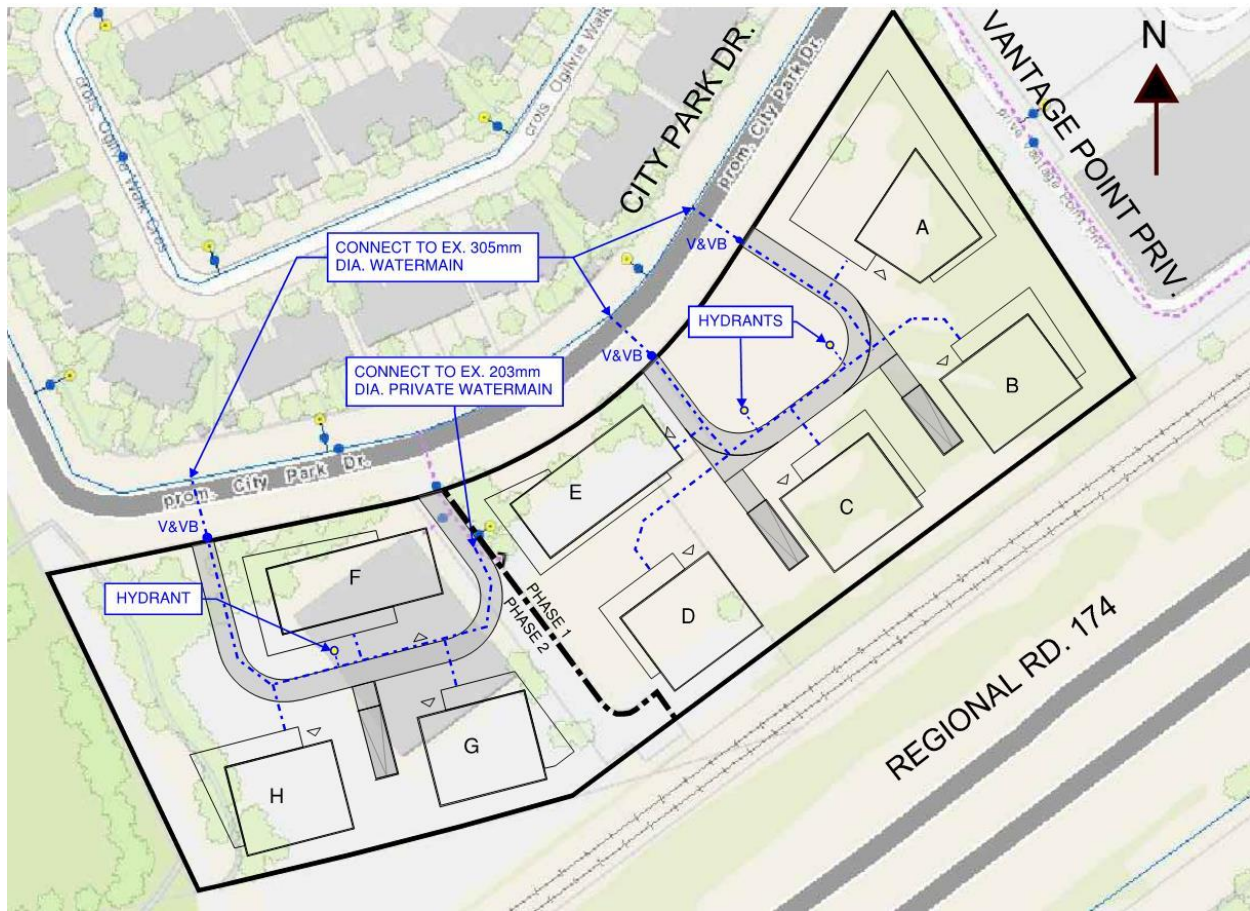 CITY PARK DR.
VANTAGE POINT PRIV.
N
crois Ogilvie Walk
crois Ogilvie Walk Cres
prom. City Park Dr.
CONNECT TO EX. 305mm
DIA. WATERMAIN
V&VB
A
HYDRANTS
V&VB
CONNECT TO EX. 203mm
DIA. PRIVATE WATERMAIN
B
prom. City Park Dr.
E
C
V&VB
F
HYDRANT
PHASE 1
PHASE 2
D
REGIONAL RD. 174
G
H